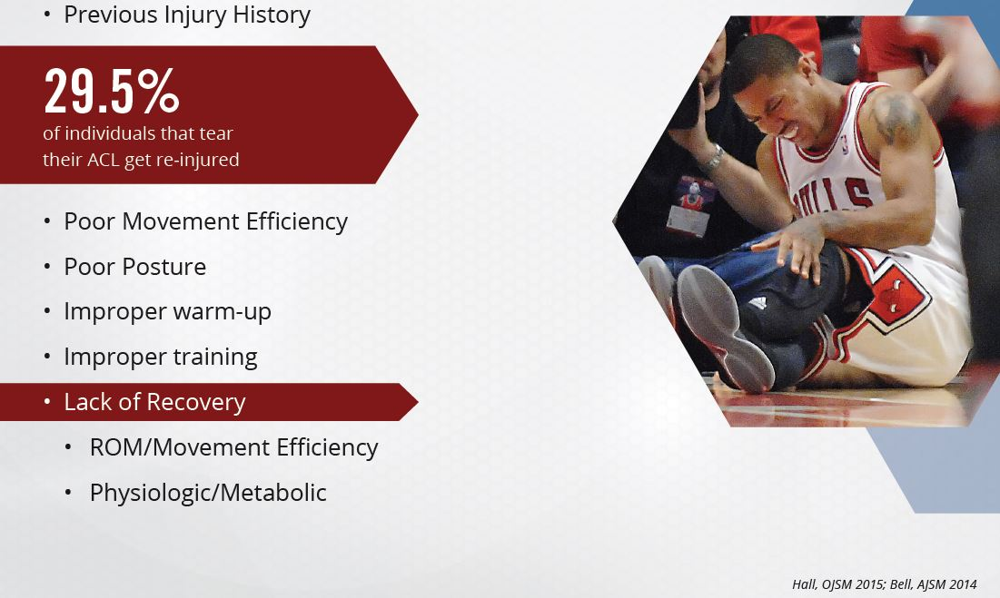 • Previous Injury History
29.5%
of individuals that tear
their ACL get re-injured
• Poor Movement Efficiency
• Poor Posture
• Improper warm-up
• Improper training
• Lack of Recovery
• ROM/Movement Efficiency
• Physiologic/Metabolic
BULLS
Hall, OJSM 2015; Bell, AJSM 2014